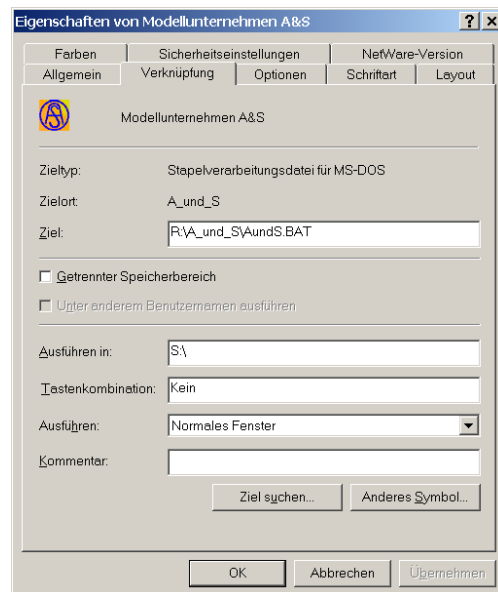 Eigenschaften von Modellunternehmen A&S
Farben Sicherheitseinstellungen NetWare-Version
Allgemein Verknüpfung Optionen Schriftart Layout
Modellunternehmen A&S
Zieltyp: Stapelverarbeitungsdatei für MS-DOS
Zielort: A_und_S
Ziel: R:\A_und_S\AundS.BAT
Getrennter Speicherbereich
Unter anderem Benutzernamen ausführen
Ausführen in: S:\
Tastenkombination: Kein
Ausführen: Normales Fenster
Kommentar:
Ziel suchen... Anderes Symbol...
OK Abbrechen Übernehmen